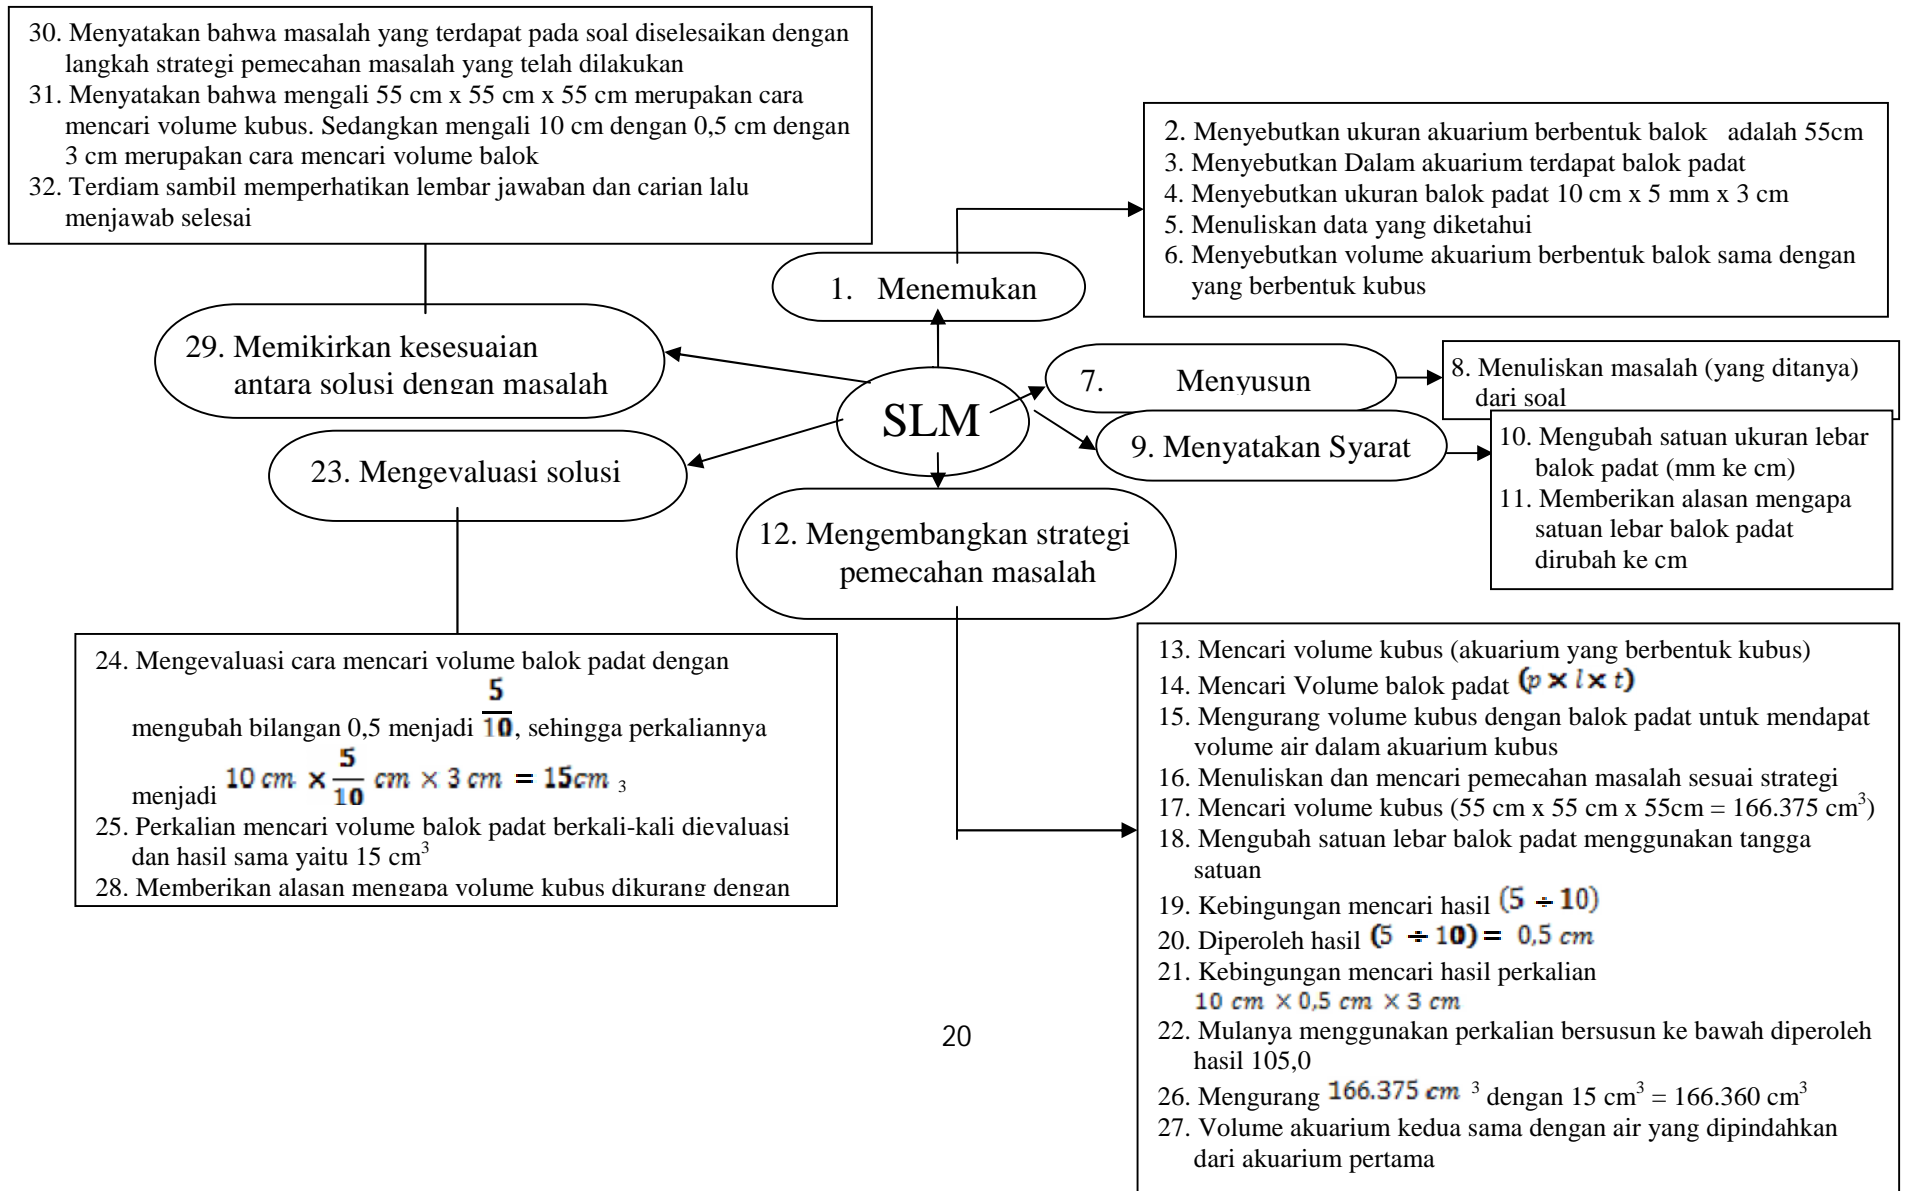 30. Menyatakan bahwa masalah yang terdapat pada soal diselesaikan dengan
langkah strategi pemecahan masalah yang telah dilakukan
31. Menyatakan bahwa mengali 55 cm x 55 cm x 55 cm merupakan cara
mencari volume kubus. Sedangkan mengali 10 cm dengan 0,5 cm dengan
3 cm merupakan cara mencari volume balok
32. Terdiam sambil memperhatikan lembar jawaban dan carian lalu
menjawab selesai
2. Menyebutkan ukuran akuarium berbentuk balok adalah 55cm
3. Menyebutkan Dalam akuarium terdapat balok padat
4. Menyebutkan ukuran balok padat 10 cm x 5 mm x 3 cm
5. Menuliskan data yang diketahui
6. Menyebutkan volume akuarium berbentuk balok sama dengan
yang berbentuk kubus
1. Menemukan
29. Memikirkan kesesuaian
antara solusi dengan masalah
SLM
7. Menyusun
8. Menuliskan masalah (yang ditanya)
dari soal
9. Menyatakan Syarat
10. Mengubah satuan ukuran lebar
balok padat (mm ke cm)
11. Memberikan alasan mengapa
satuan lebar balok padat
dirubah ke cm
23. Mengevaluasi solusi
12. Mengembangkan strategi
pemecahan masalah
24. Mengevaluasi cara mencari volume balok padat dengan
mengubah bilangan 0,5 menjadi 5/10, sehingga perkaliannya
menjadi 10 cm × 5/10 cm × 3 cm = 15cm ³
25. Perkalian mencari volume balok padat berkali-kali dievaluasi
dan hasil sama yaitu 15 cm³
28. Memberikan alasan mengapa volume kubus dikurang dengan
13. Mencari volume kubus (akuarium yang berbentuk kubus)
14. Mencari Volume balok padat (p × l × t)
15. Mengurang volume kubus dengan balok padat untuk mendapat
volume air dalam akuarium kubus
16. Menuliskan dan mencari pemecahan masalah sesuai strategi
17. Mencari volume kubus (55 cm x 55 cm x 55cm = 166.375 cm³)
18. Mengubah satuan lebar balok padat menggunakan tangga
satuan
19. Kebingungan mencari hasil (5 ÷ 10)
20. Diperoleh hasil (5 ÷ 10) = 0,5 cm
21. Kebingungan mencari hasil perkalian
10 cm × 0,5 cm × 3 cm
22. Mulanya menggunakan perkalian bersusun ke bawah diperoleh
hasil 105,0
26. Mengurang 166.375 cm ³ dengan 15 cm³ = 166.360 cm³
27. Volume akuarium kedua sama dengan air yang dipindahkan
dari akuarium pertama
20